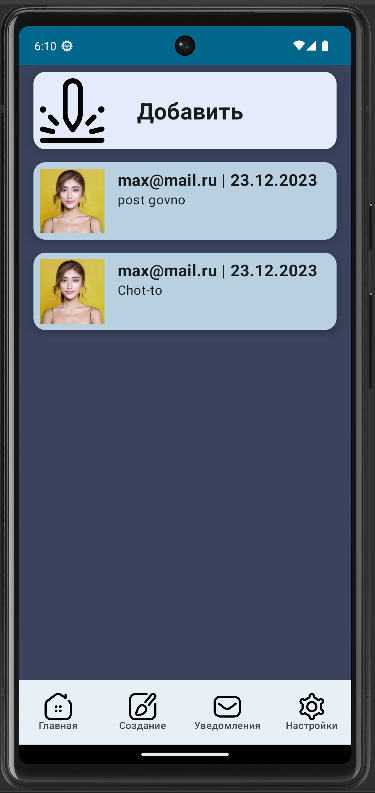 6:10
Добавить
max@mail.ru | 23.12.2023
post govno
max@mail.ru | 23.12.2023
Chot-to
Главная Создание Уведомления Настройки